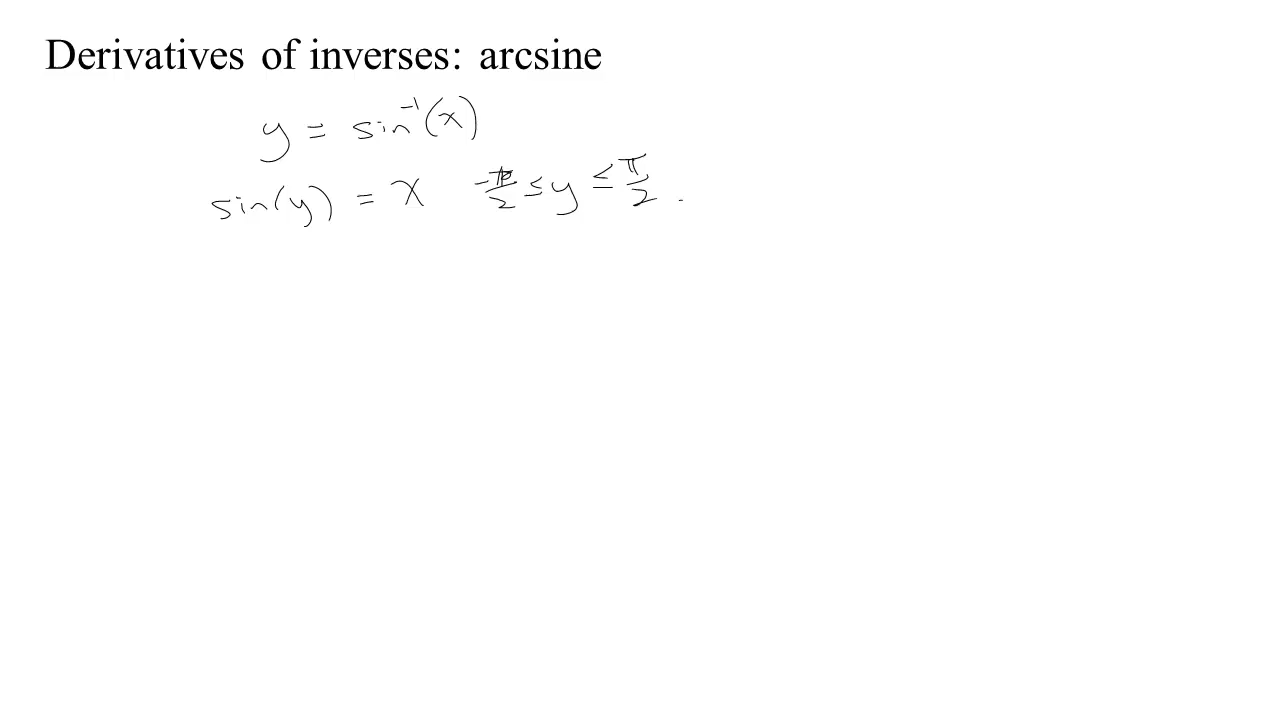 Derivatives of inverses: arcsine
y = sin⁻¹(x)
sin(y) = x   -π/2 ≤ y ≤ π/2.